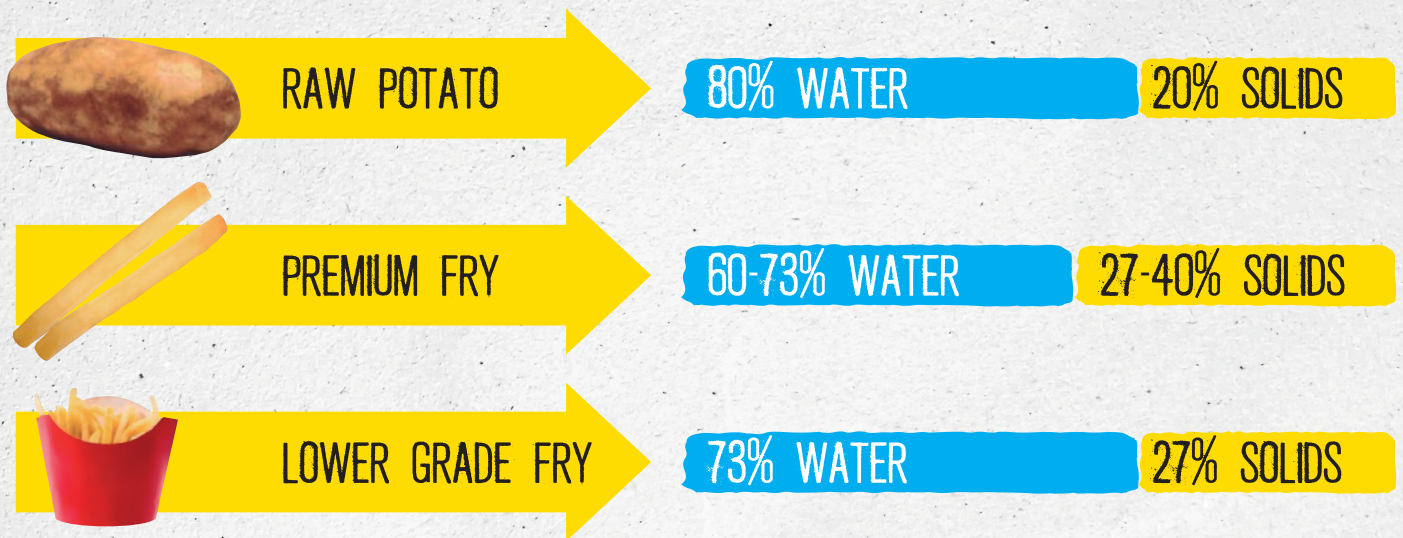 RAW POTATO 80% WATER 20% SOLIDS
PREMIUM FRY 60-73% WATER 27-40% SOLIDS
LOWER GRADE FRY 73% WATER 27% SOLIDS